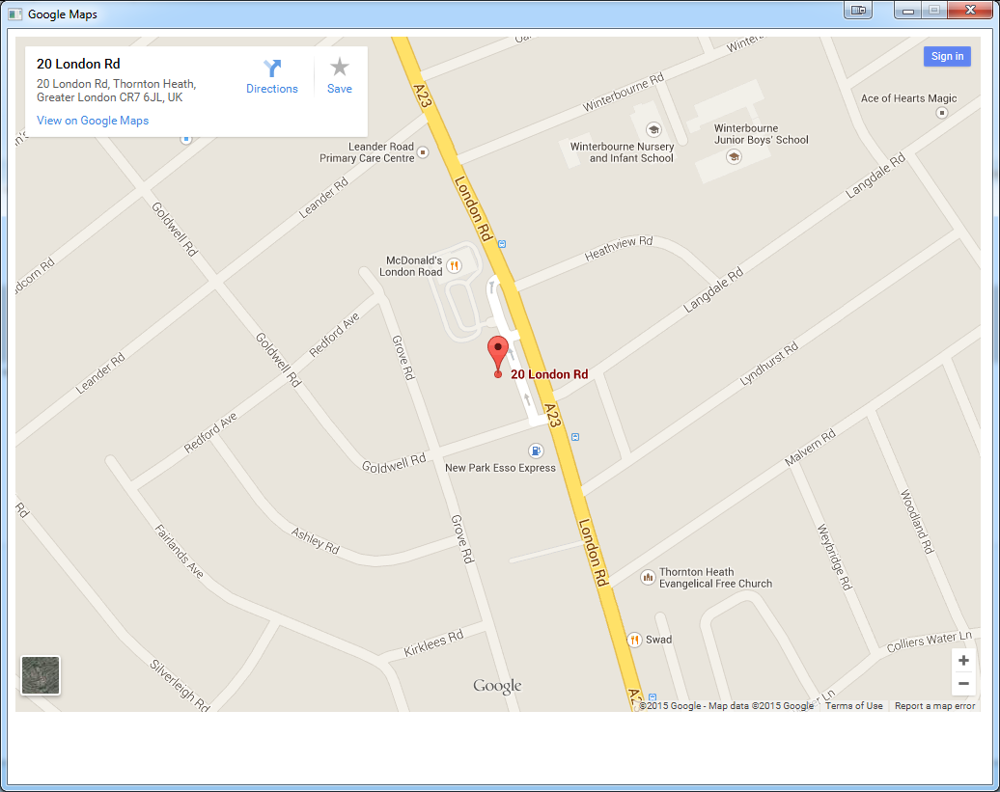 Google Maps
20 London Rd
20 London Rd, Thornton Heath,
Greater London CR7 6JL, UK
View on Google Maps
Directions
Save
Sign in
A23
Winterbourne Rd
Ace of Hearts Magic
Winterbourne
Junior Boys' School
Winterbourne Nursery
and Infant School
Leander Road
Primary Care Centre
Langdale Rd
Leander Rd
London Rd
Goldwell Rd
Heathview Rd
McDonald's
London Road
Langdale Rd
Redford Ave
Grove Rd
Goldwell Rd
Leander Rd
Lyndhurst Rd
20 London Rd
A23
Redford Ave
Malvern Rd
Goldwell Rd
New Park Esso Express
Rd
Woodland Rd
Ashley Rd
Fairlands Ave
Grove Rd
London Rd
Weybridge Rd
Thornton Heath
Evangelical Free Church
Kirklees Rd
Swad
Colliers Water Ln
Silverleigh Rd
Google
©2015 Google - Map data ©2015 Google
Terms of Use
Report a map error